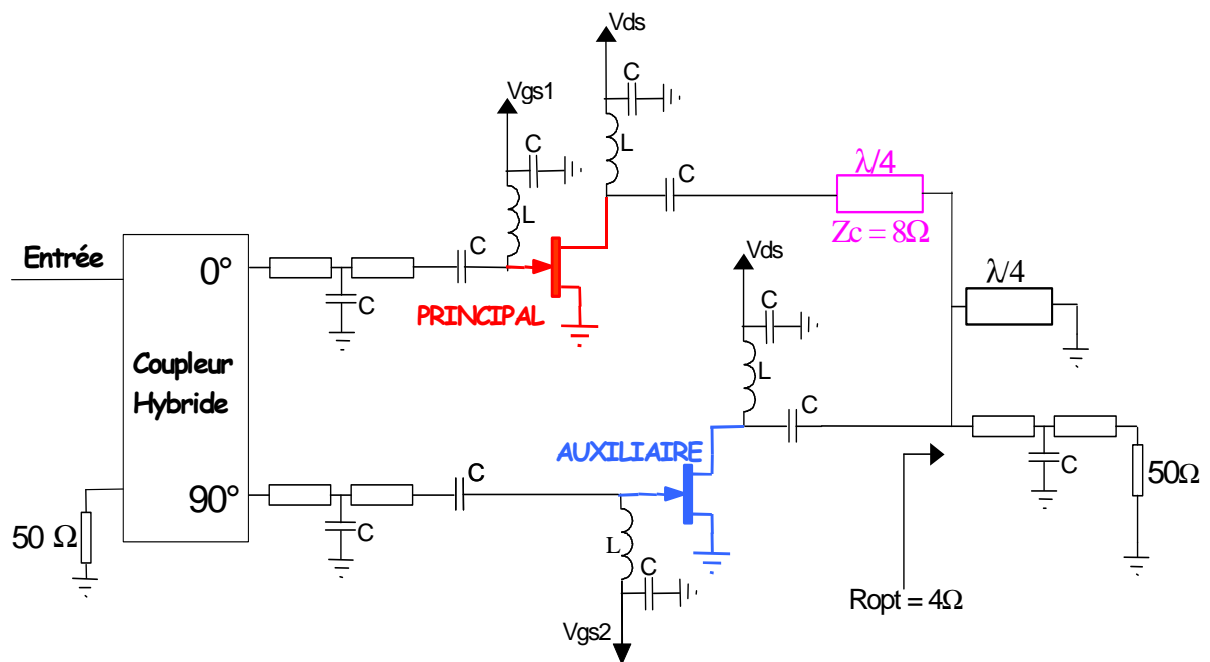 Vds
C
Vgs1
C
L
L
C
λ/4
Zc = 8Ω
Entrée
0°
C
C
PRINCIPAL
Vds
C
λ/4
Coupleur
Hybride
L
C
AUXILIAIRE
90°
C
C
50 Ω
C
50Ω
L
C
Ropt = 4Ω
Vgs2